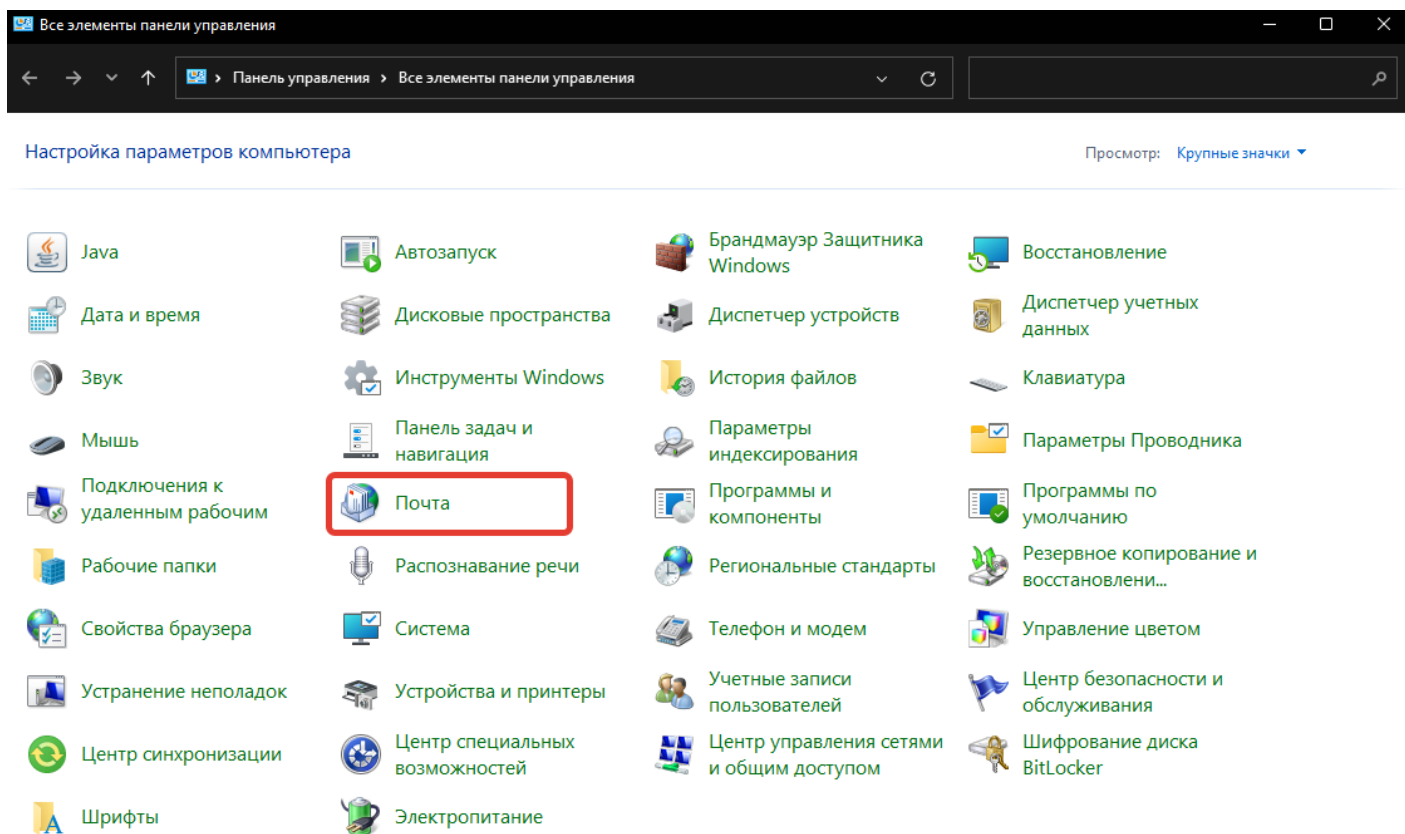 Все элементы панели управления
Панель управления > Все элементы панели управления
Настройка параметров компьютера
Просмотр: Крупные значки
Java
Автозапуск
Брандмауэр Защитника
Windows
Восстановление
Дата и время
Дисковые пространства
Диспетчер устройств
Диспетчер учетных
данных
Звук
Инструменты Windows
История файлов
Клавиатура
Мышь
Панель задач и
навигация
Параметры
индексирования
Параметры Проводника
Подключения к
удаленным рабочим
Почта
Программы и
компоненты
Программы по
умолчанию
Рабочие папки
Распознавание речи
Региональные стандарты
Резервное копирование и
восстановлени...
Свойства браузера
Система
Телефон и модем
Управление цветом
Устранение неполадок
Устройства и принтеры
Учетные записи
пользователей
Центр безопасности и
обслуживания
Центр синхронизации
Центр специальных
возможностей
Центр управления сетями
и общим доступом
Шифрование диска
BitLocker
Шрифты
Электропитание